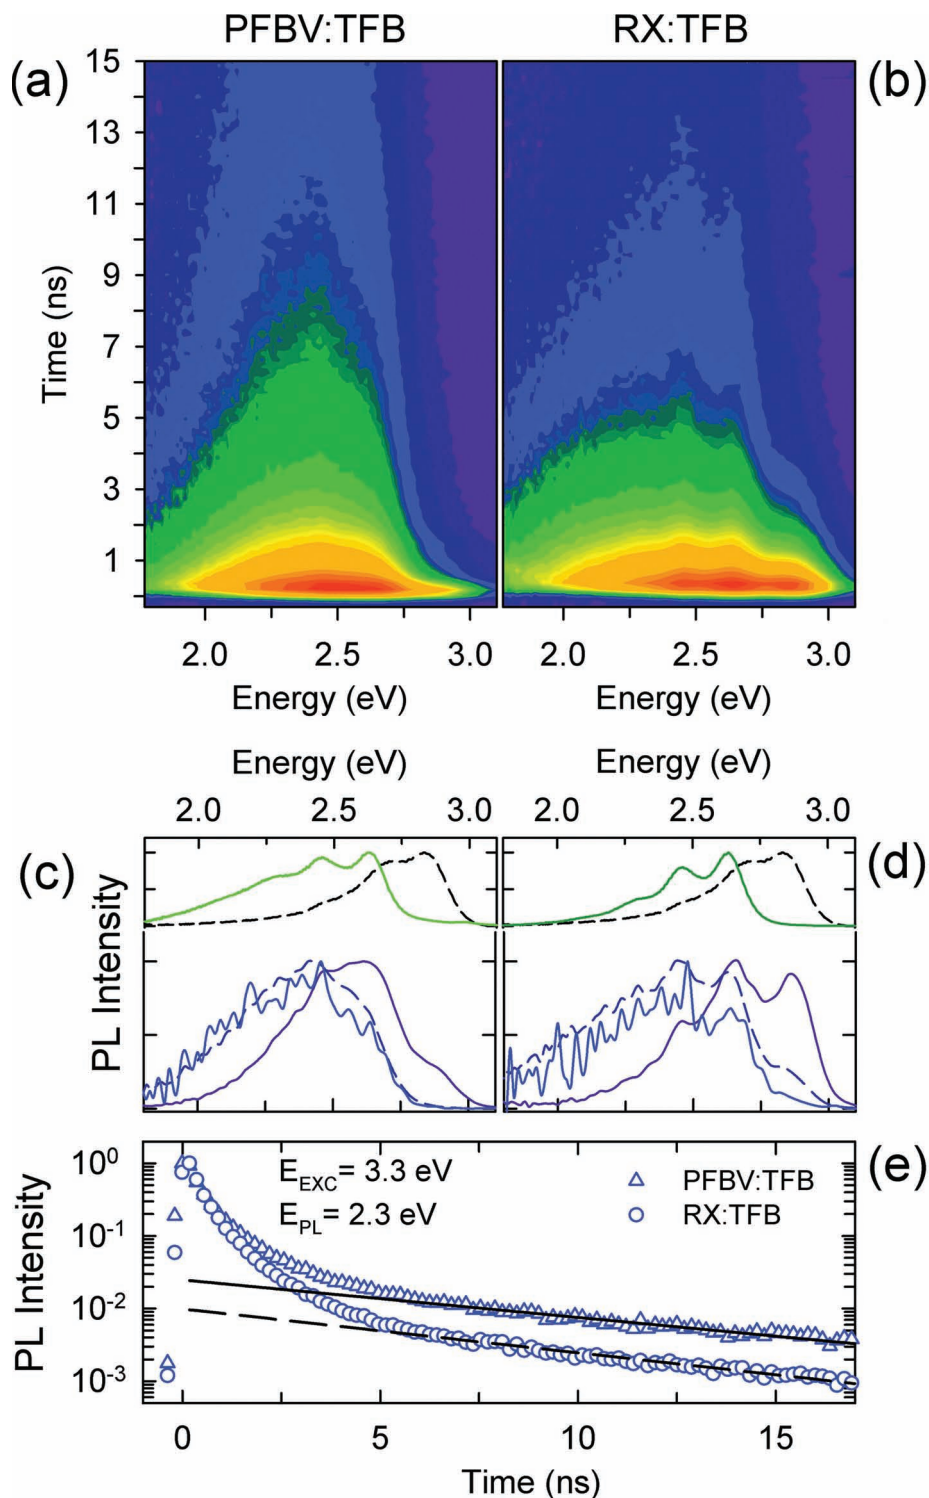 PFBV:TFB RX:TFB
(a) (b)
15
13
11
9
7
5
3
1
Time (ns)
2.0 2.5 3.0 2.0 2.5 3.0
Energy (eV) Energy (eV)
Energy (eV) Energy (eV)
2.0 2.5 3.0 2.0 2.5 3.0
(c) (d)
PL Intensity
(e)
E_EXC = 3.3 eV
E_PL = 2.3 eV
PFBV:TFB
RX:TFB
10⁰
10⁻¹
10⁻²
10⁻³
PL Intensity
0 5 10 15
Time (ns)